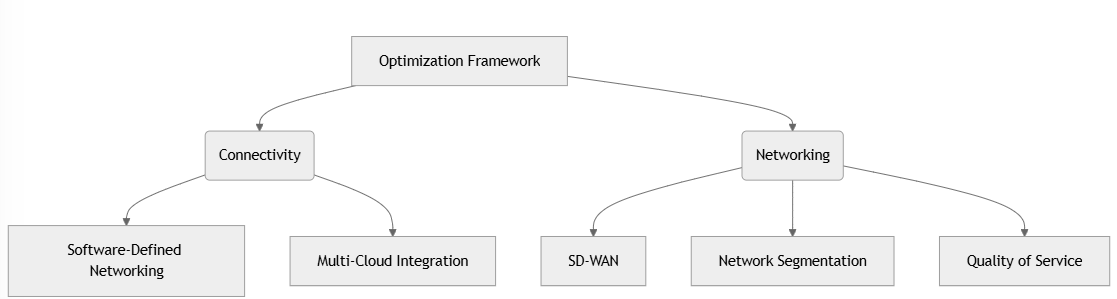 Optimization Framework
Connectivity
Networking
Software-Defined
Networking
Multi-Cloud Integration
SD-WAN
Network Segmentation
Quality of Service